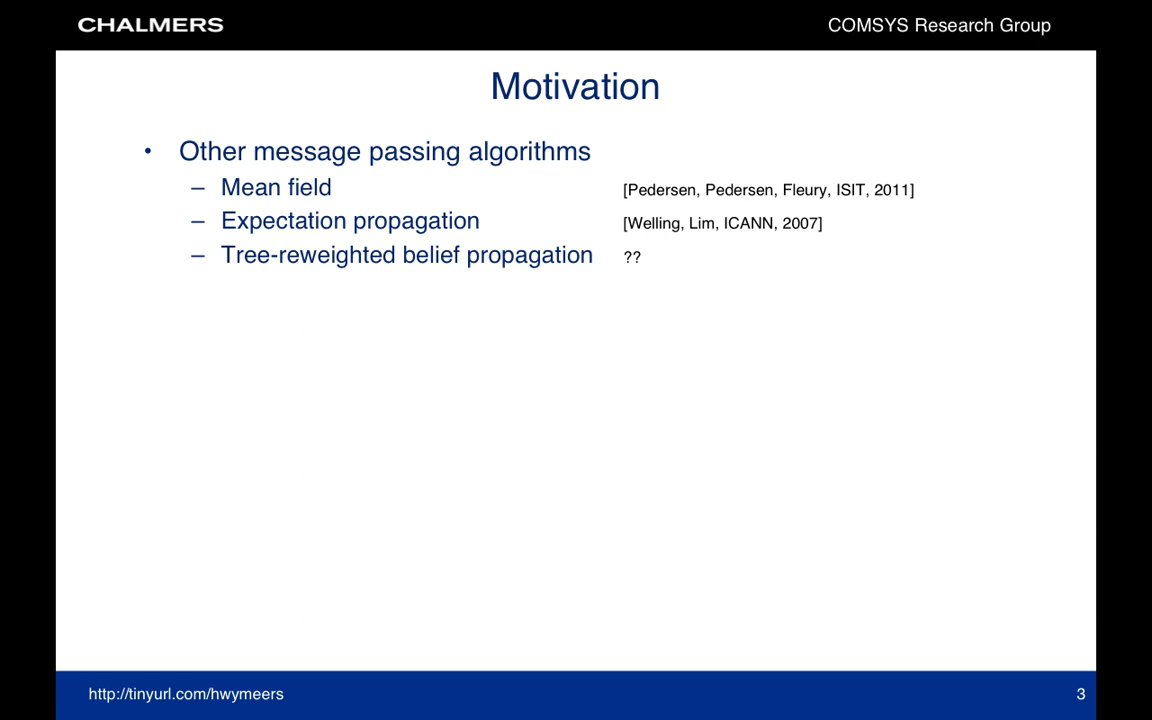 CHALMERS
COMSYS Research Group
Motivation
• Other message passing algorithms
– Mean field [Pedersen, Pedersen, Fleury, ISIT, 2011]
– Expectation propagation [Welling, Lim, ICANN, 2007]
– Tree-reweighted belief propagation ??
http://tinyurl.com/hwymeers
3